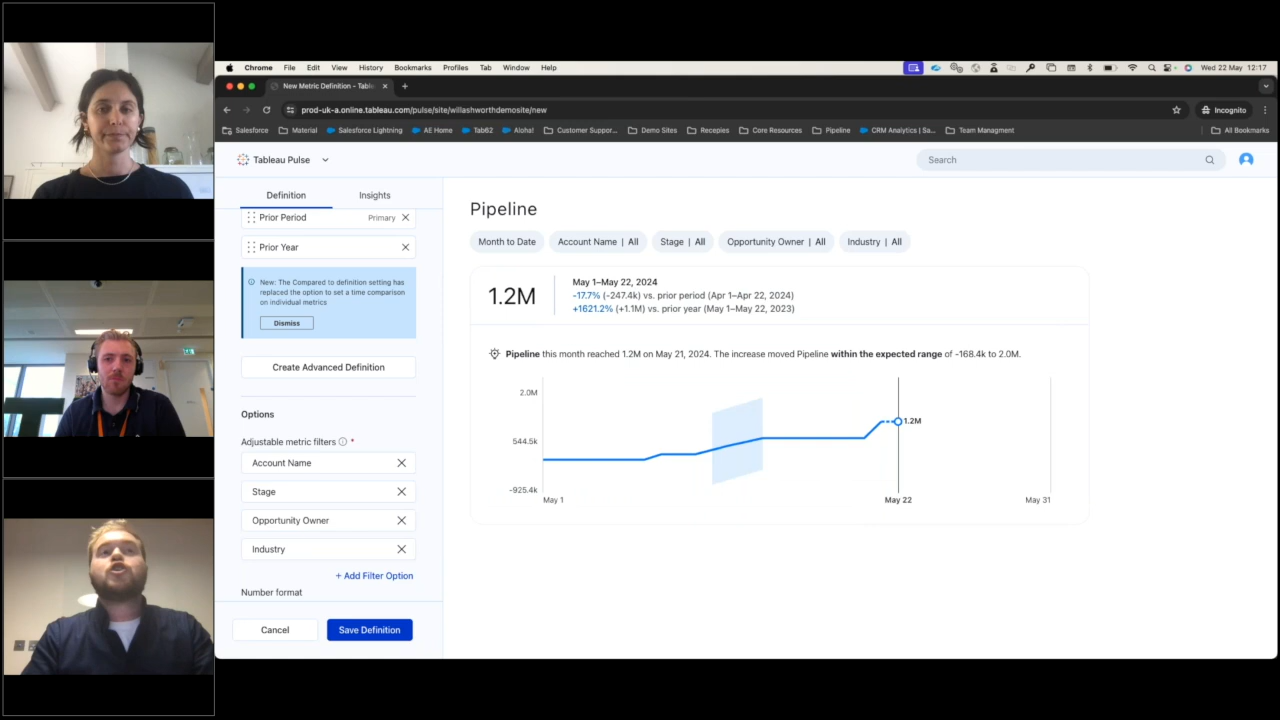 Chrome File Edit View History Bookmarks Profiles Tab Window Help
Wed 22 May 12:17
New Metric Definition - Table
prod-uk-a.online.tableau.com/pulse/site/willashworthdemosite/new
Incognito
Salesforce Material Salesforce Lightning AE Home Tab62 Aloha! Customer Suppor... Demo Sites Recepies Core Resources Pipeline CRM Analytics | Sa... Team Managment All Bookmarks
Tableau Pulse
Search
Definition Insights
Prior Period Primary
Prior Year
New: The Compared to definition setting has
replaced the option to set a time comparison
on individual metrics
Dismiss
Create Advanced Definition
Options
Adjustable metric filters *
Account Name
Stage
Opportunity Owner
Industry
+ Add Filter Option
Number format
Cancel Save Definition
Pipeline
Month to Date Account Name | All Stage | All Opportunity Owner | All Industry | All
1.2M
May 1–May 22, 2024
-17.7% (-247.4k) vs. prior period (Apr 1–Apr 22, 2024)
+1621.2% (+1.1M) vs. prior year (May 1–May 22, 2023)
Pipeline this month reached 1.2M on May 21, 2024. The increase moved Pipeline within the expected range of -168.4k to 2.0M.
2.0M
1.2M
544.5k
-925.4k
May 1 May 22 May 31